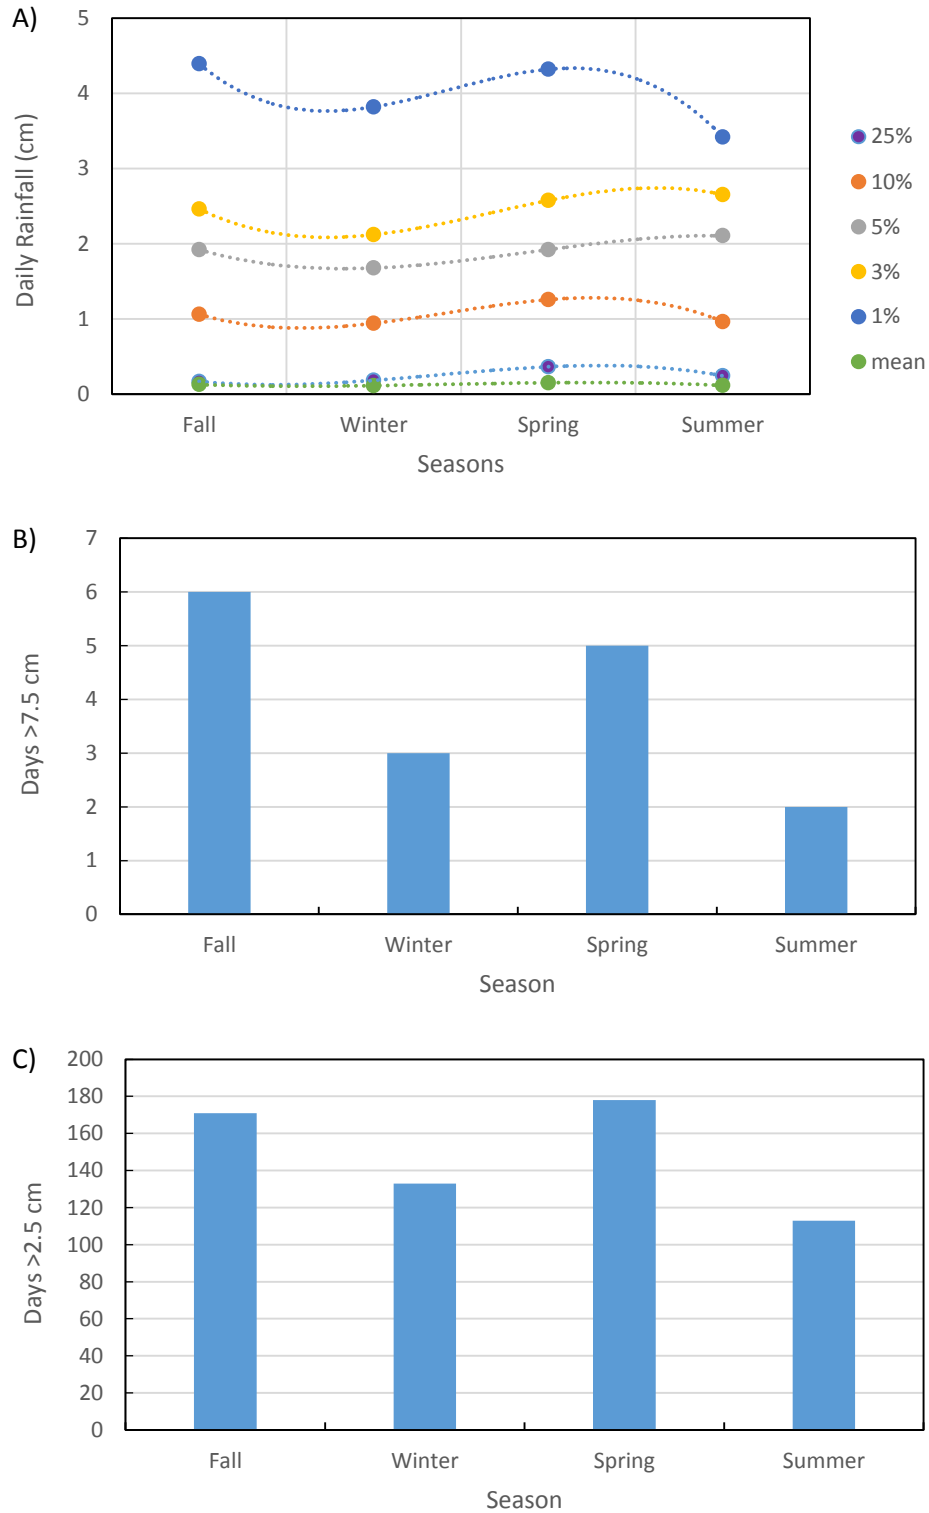 A)
5
4
3
2
1
0
Daily Rainfall (cm)
Fall Winter Spring Summer
Seasons
25%
10%
5%
3%
1%
mean
B)
7
6
5
4
3
2
1
0
Days >7.5 cm
Fall Winter Spring Summer
Season
C)
200
180
160
140
120
100
80
60
40
20
0
Days >2.5 cm
Fall Winter Spring Summer
Season